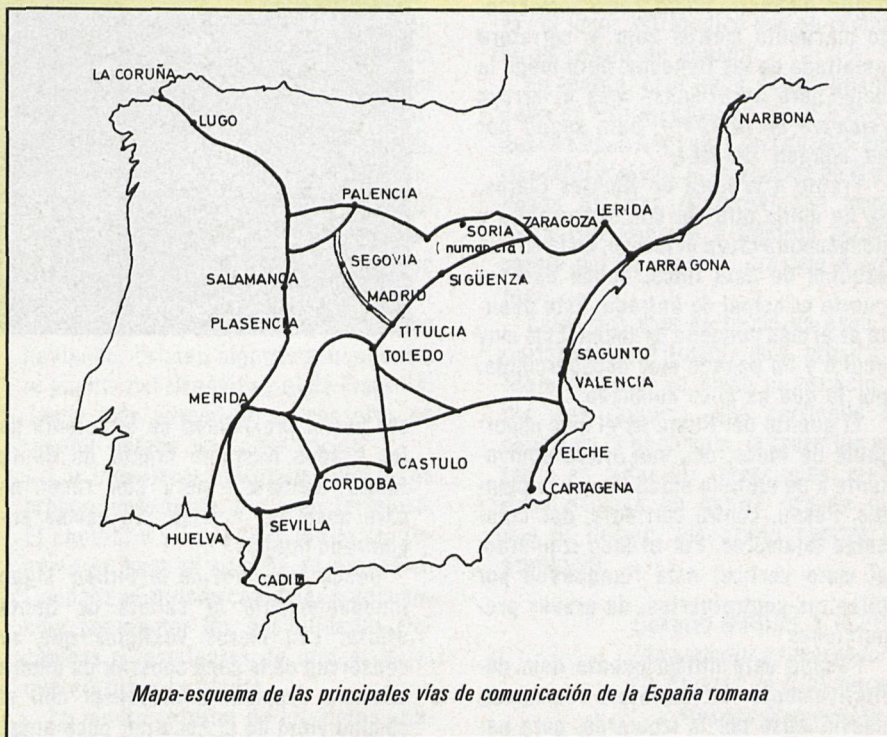 LA CORUÑA
LUGO
NARBONA
PALENCIA
SORIA
(numancia)
ZARAGOZA
LERIDA
TARRAGONA
SEGOVIA
SIGÜENZA
SALAMANCA
MADRID
PLASENCIA
TITULCIA
TOLEDO
SAGUNTO
VALENCIA
MERIDA
ELCHE
CASTULO
CORDOBA
CARTAGENA
SEVILLA
HUELVA
CADIZ
Mapa-esquema de las principales vías de comunicación de la España romana